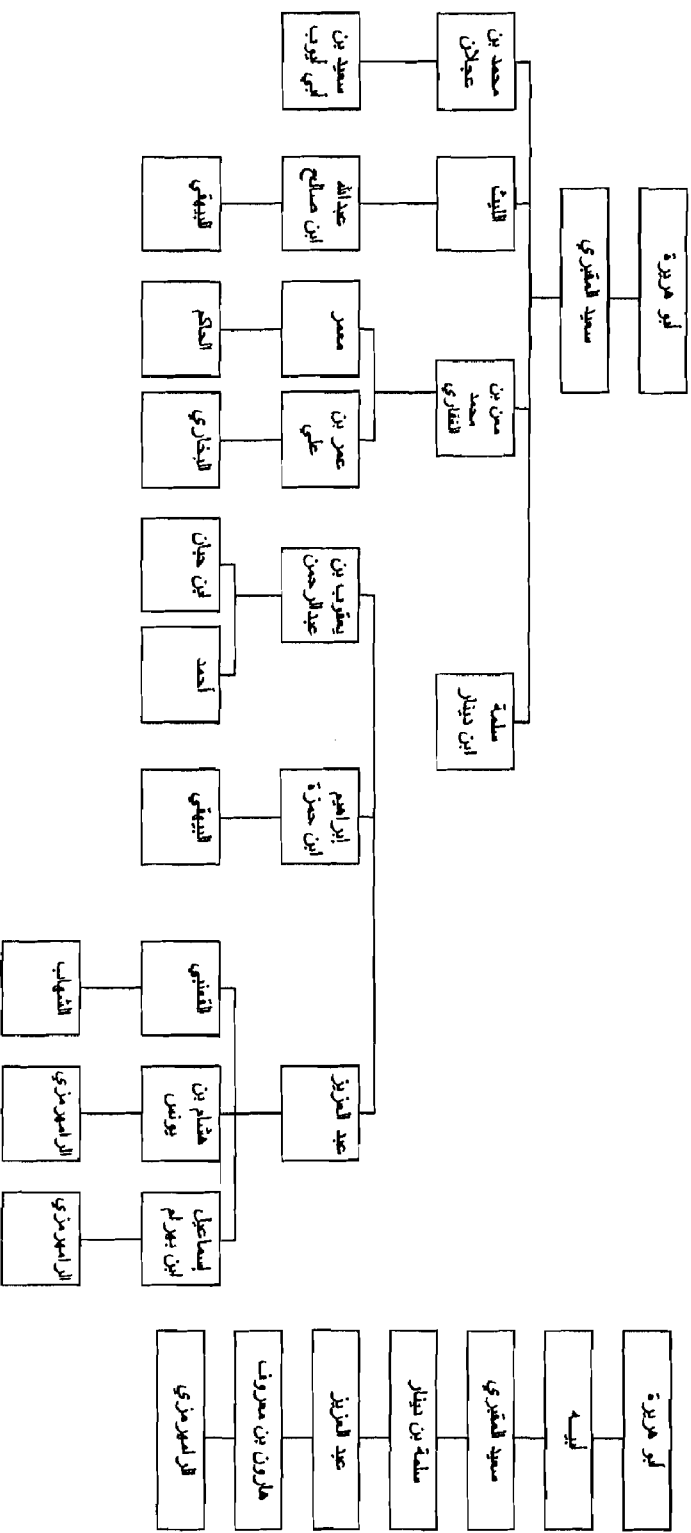 أبو هريرة
سعيد المقبري
محمد بن
عجلان
الليث
معن بن
محمد
الغفاري
سلمة
ابن دينار
سعيد بن
أبي أيوب
عبدالله
ابن صالح
معمر
عمر بن
علي
يعقوب بن
عبدالرحمن
إبراهيم
ابن حمزة
عبد العزيز
البيهقي
الحاكم
البخاري
ابن حبان
أحمد
البيهقي
القعنبي
هشام بن
يونس
إسماعيل
ابن بهرام
الشهاب
الرامهرمزي
الرامهرمزي
أبو هريرة
أبيه
سعيد المقبري
سلمة بن دينار
عبد العزيز
هارون بن معروف
الرامهرمزي